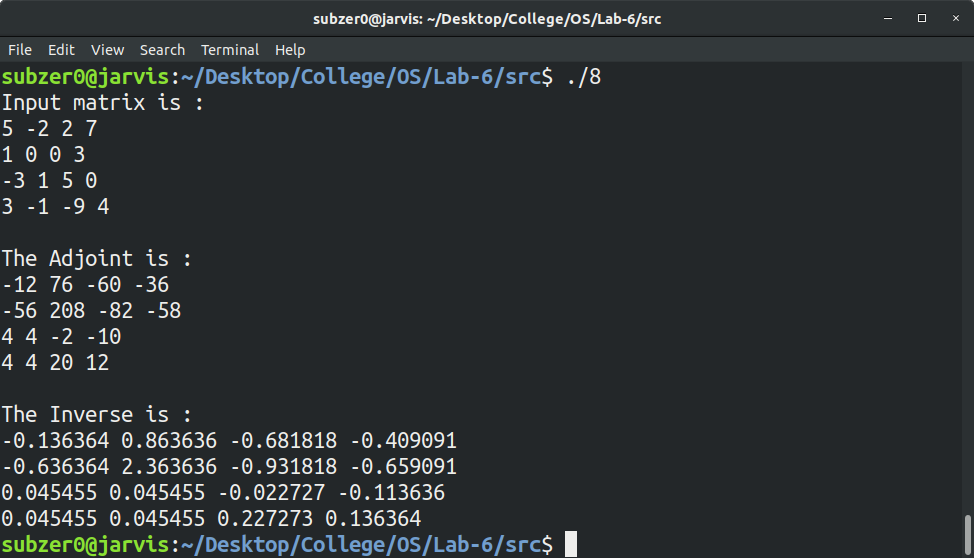 subzer0@jarvis: ~/Desktop/College/OS/Lab-6/src
File Edit View Search Terminal Help
subzer0@jarvis:~/Desktop/College/OS/Lab-6/src$ ./8
Input matrix is :
5 -2 2 7
1 0 0 3
-3 1 5 0
3 -1 -9 4
The Adjoint is :
-12 76 -60 -36
-56 208 -82 -58
4 4 -2 -10
4 4 20 12
The Inverse is :
-0.136364 0.863636 -0.681818 -0.409091
-0.636364 2.363636 -0.931818 -0.659091
0.045455 0.045455 -0.022727 -0.113636
0.045455 0.045455 0.227273 0.136364
subzer0@jarvis:~/Desktop/College/OS/Lab-6/src$